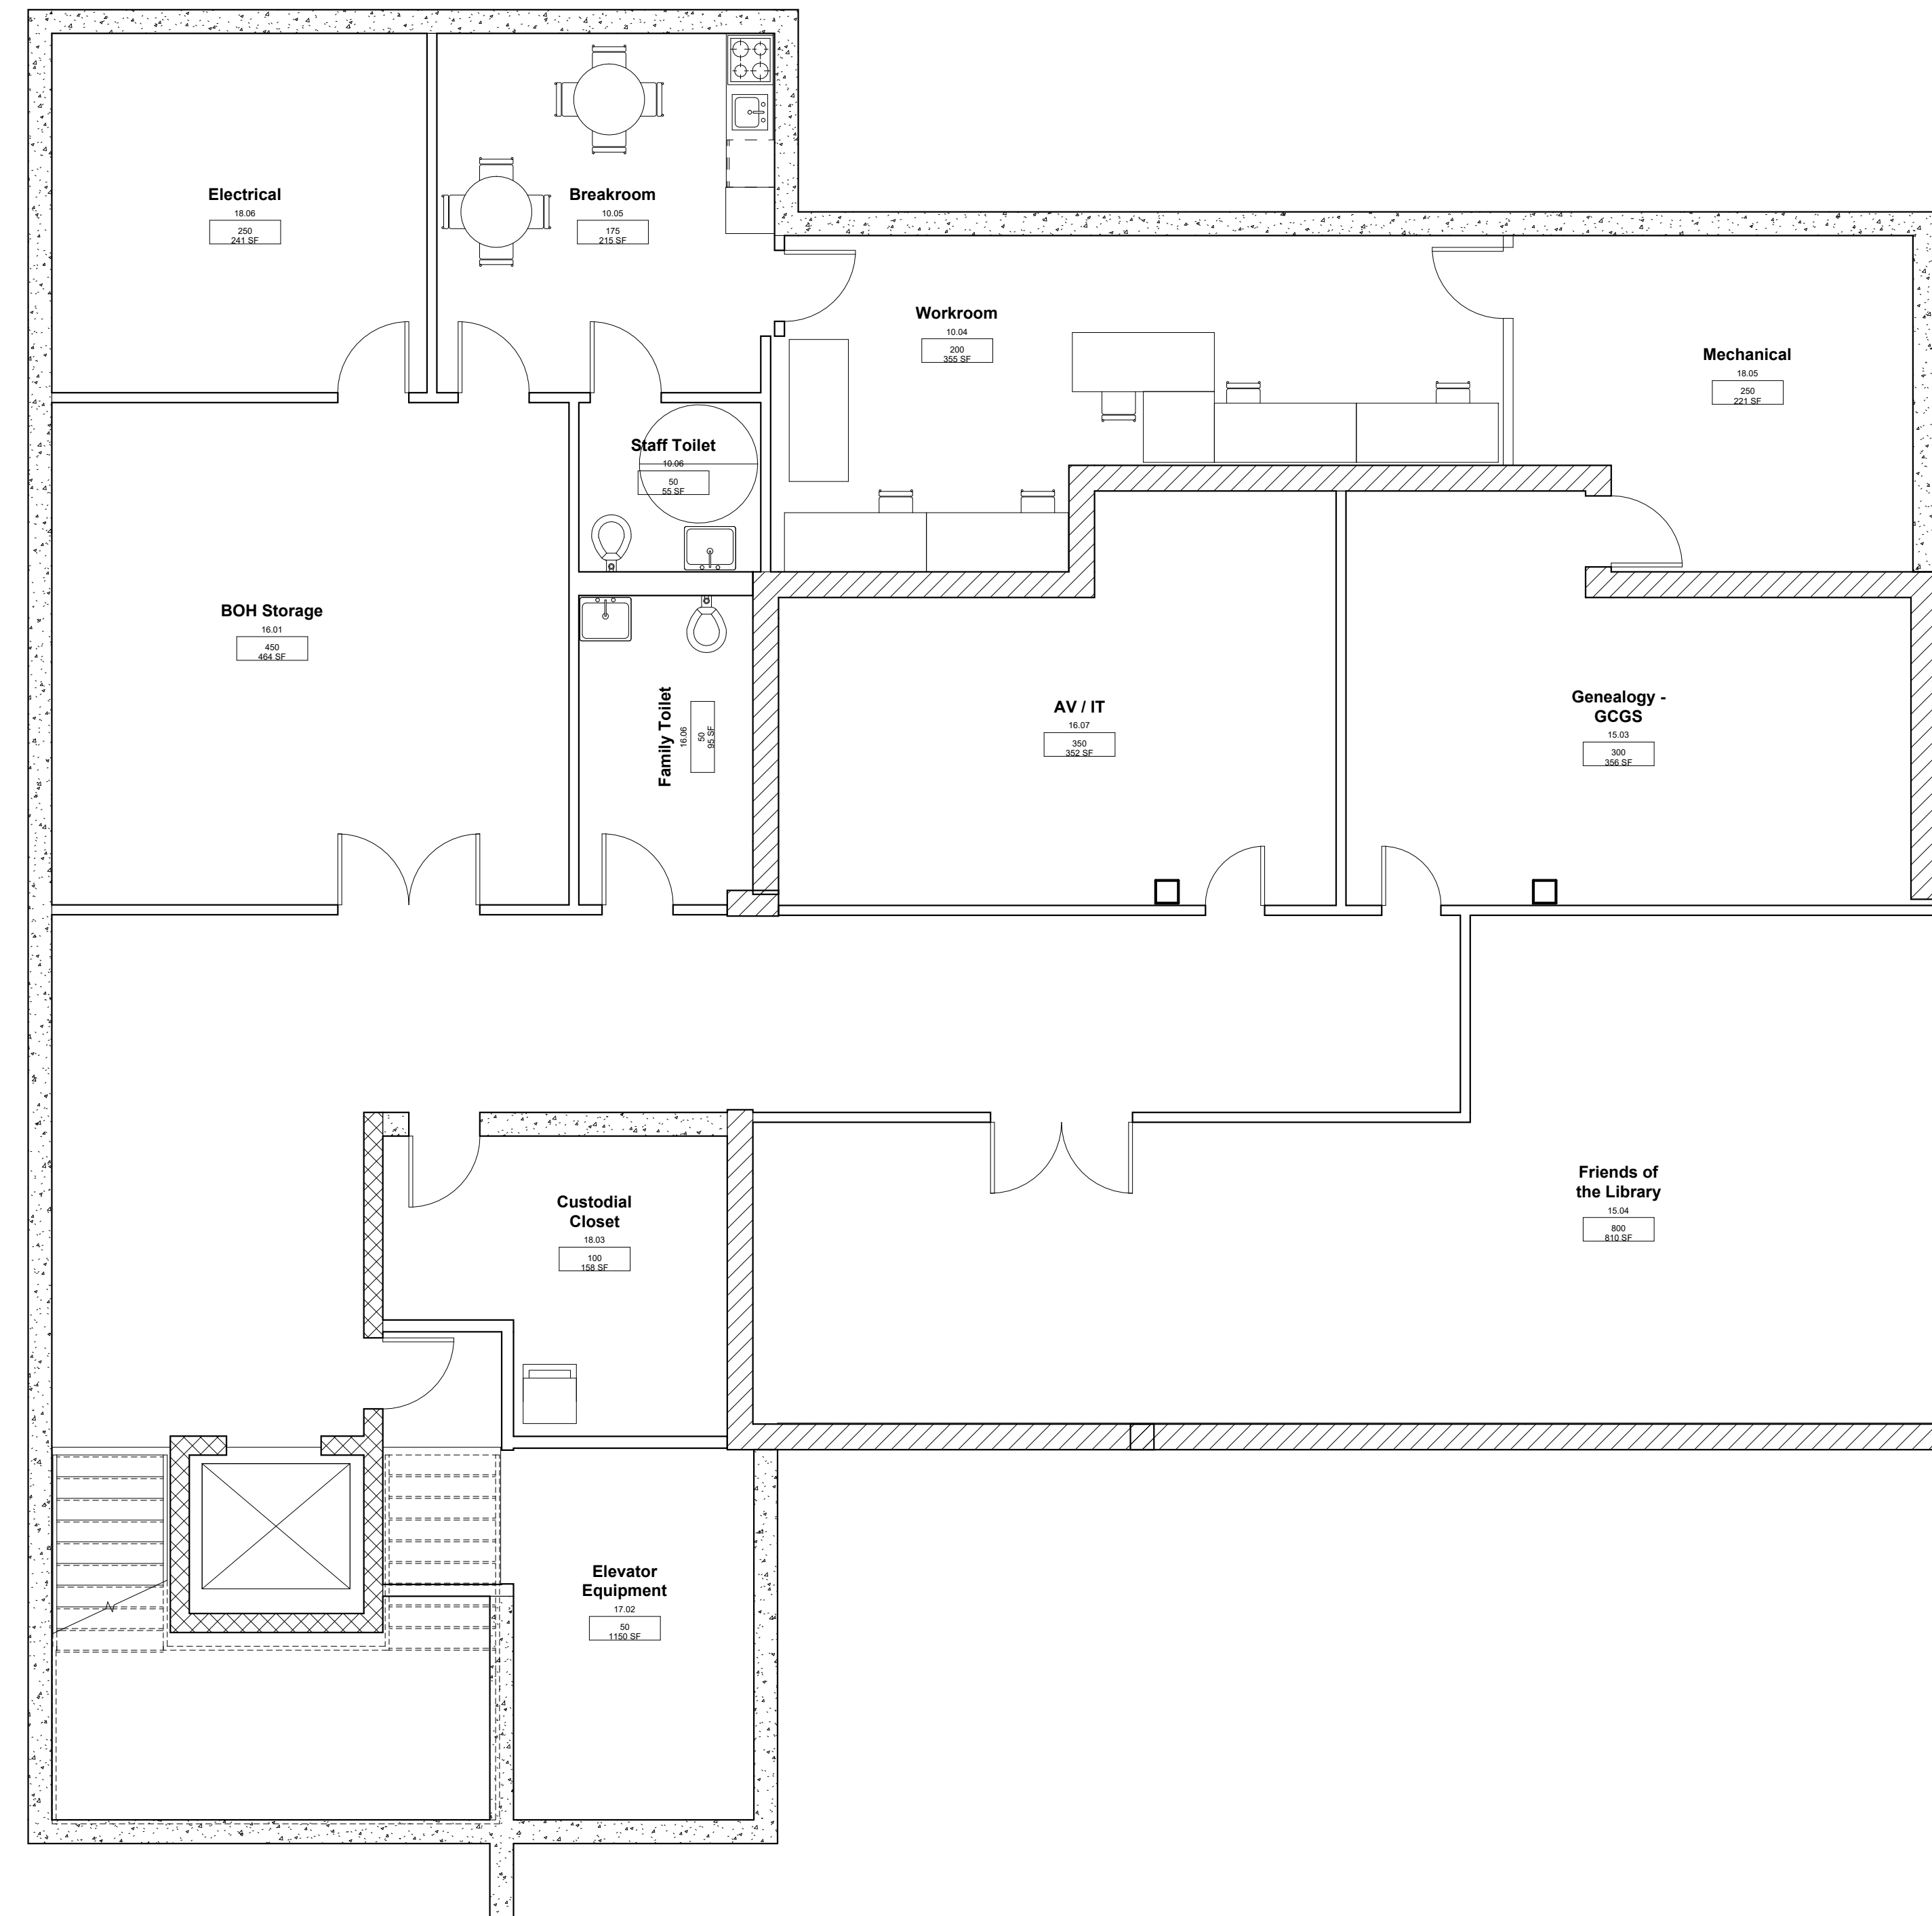 Electrical
18.06
250
241 SF
Breakroom
10.05
175
215 SF
Workroom
10.04
200
355 SF
Mechanical
18.05
250
221 SF
Staff Toilet
10.06
50
55 SF
BOH Storage
16.01
450
464 SF
Family Toilet
16.06
50
95 SF
AV / IT
16.07
350
352 SF
Genealogy -
GCGS
15.03
300
356 SF
Custodial
Closet
18.03
100
158 SF
Friends of
the Library
15.04
800
810 SF
Elevator
Equipment
17.02
50
1150 SF